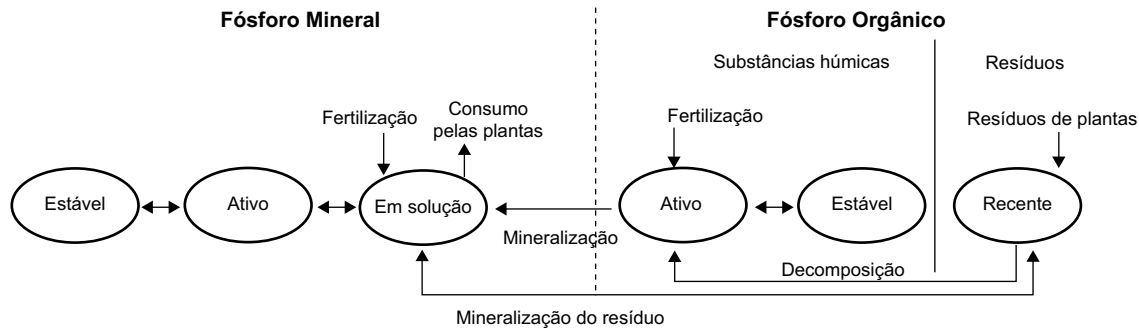 Fósforo Mineral
Fósforo Orgânico
Substâncias húmicas
Resíduos
Fertilização
Consumo
pelas plantas
Fertilização
Resíduos de plantas
Estável
Ativo
Em solução
Ativo
Estável
Recente
Mineralização
Decomposição
Mineralização do resíduo